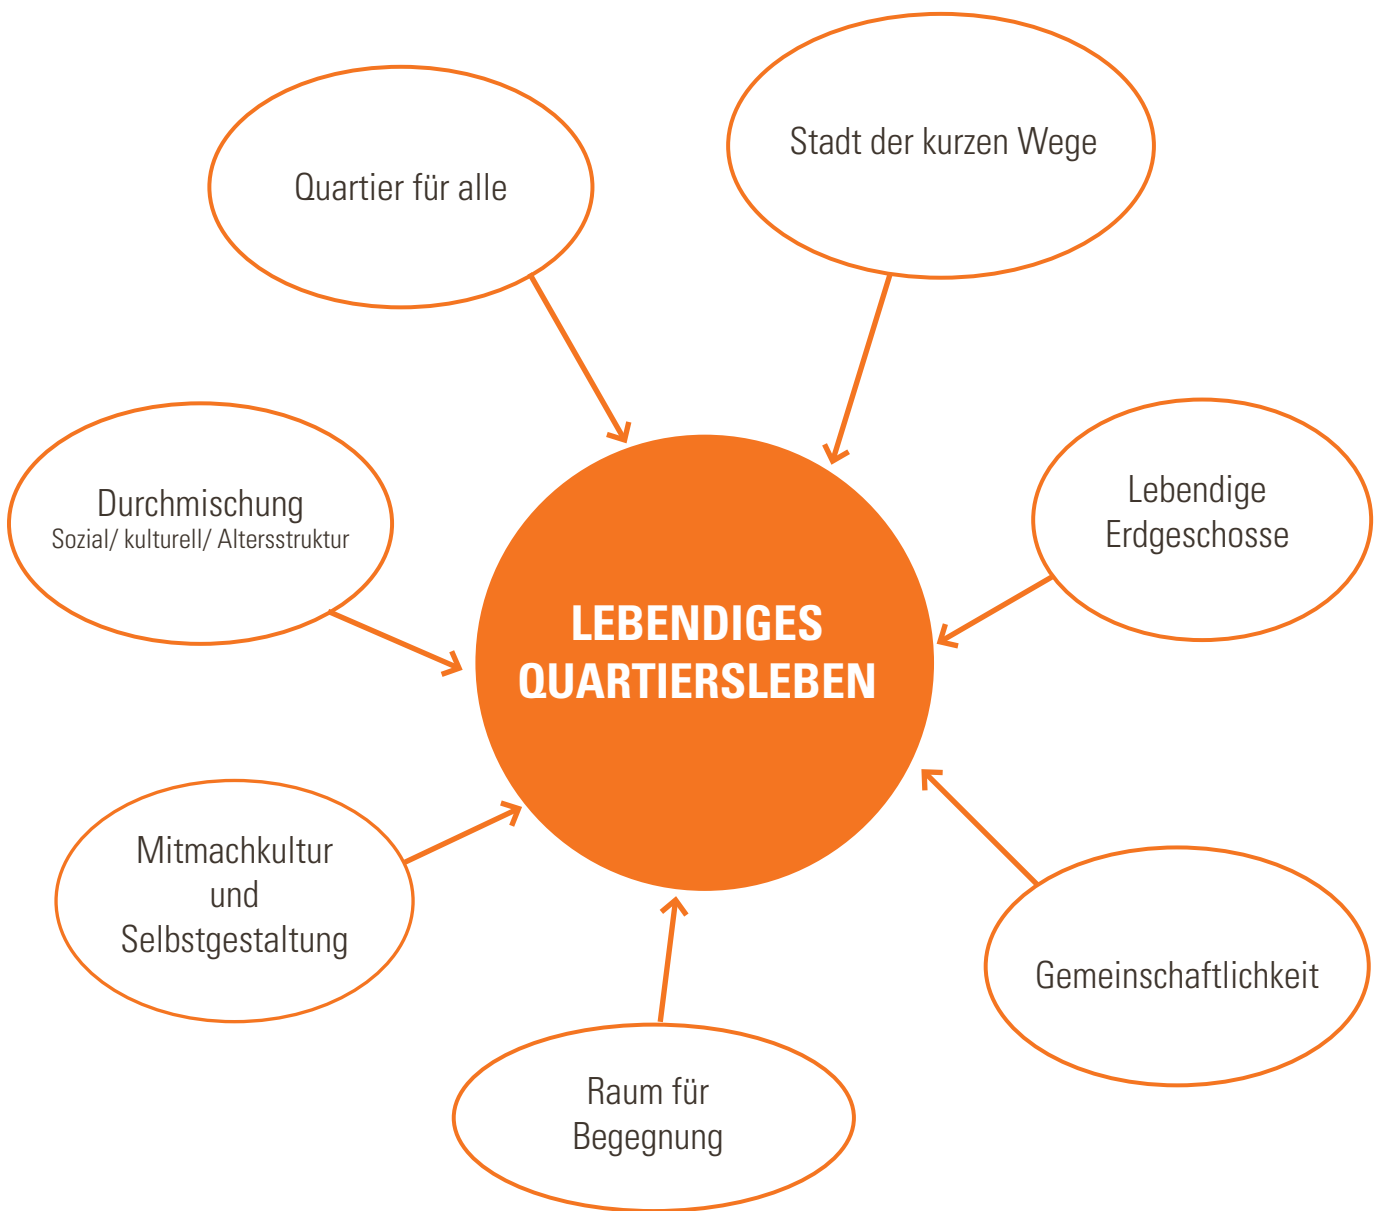 Stadt der kurzen Wege
Quartier für alle
Lebendige
Erdgeschosse
Durchmischung
Sozial/ kulturell/ Altersstruktur
LEBENDIGES
QUARTIERSLEBEN
Mitmachkultur
und
Selbstgestaltung
Gemeinschaftlichkeit
Raum für
Begegnung